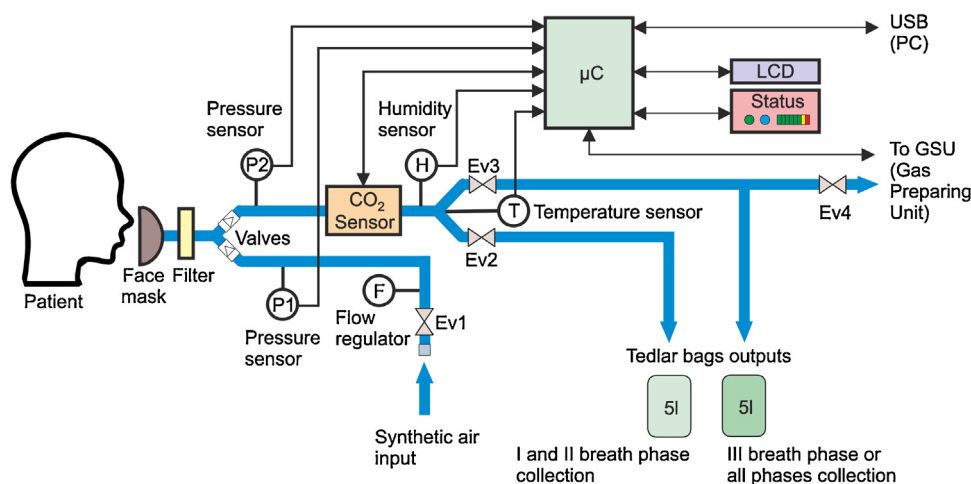 USB
(PC)
µC
LCD
Status
Pressure
sensor
Humidity
sensor
To GSU
(Gas
Preparing
Unit)
P2
H
Ev3
CO₂
Sensor
T
Temperature sensor
Ev4
Valves
Ev2
Face
mask
Filter
Patient
P1
F
Flow
regulator
Ev1
Pressure
sensor
Tedlar bags outputs
5l
5l
Synthetic air
input
I and II breath phase
collection
III breath phase or
all phases collection